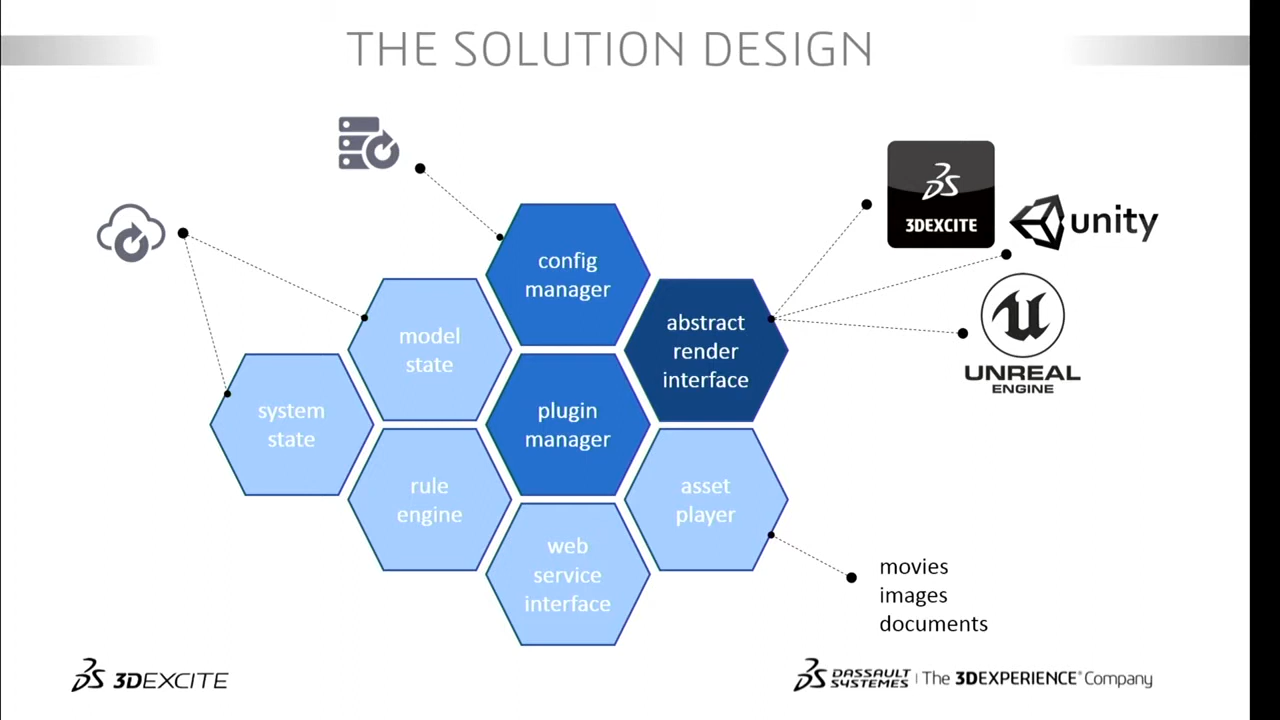 THE SOLUTION DESIGN
config
manager
3DEXCITE
unity
abstract
render
interface
model
state
UNREAL
ENGINE
system
state
plugin
manager
rule
engine
asset
player
web
service
interface
movies
images
documents
3DEXCITE
DASSAULT
SYSTEMES | The 3DEXPERIENCE® Company